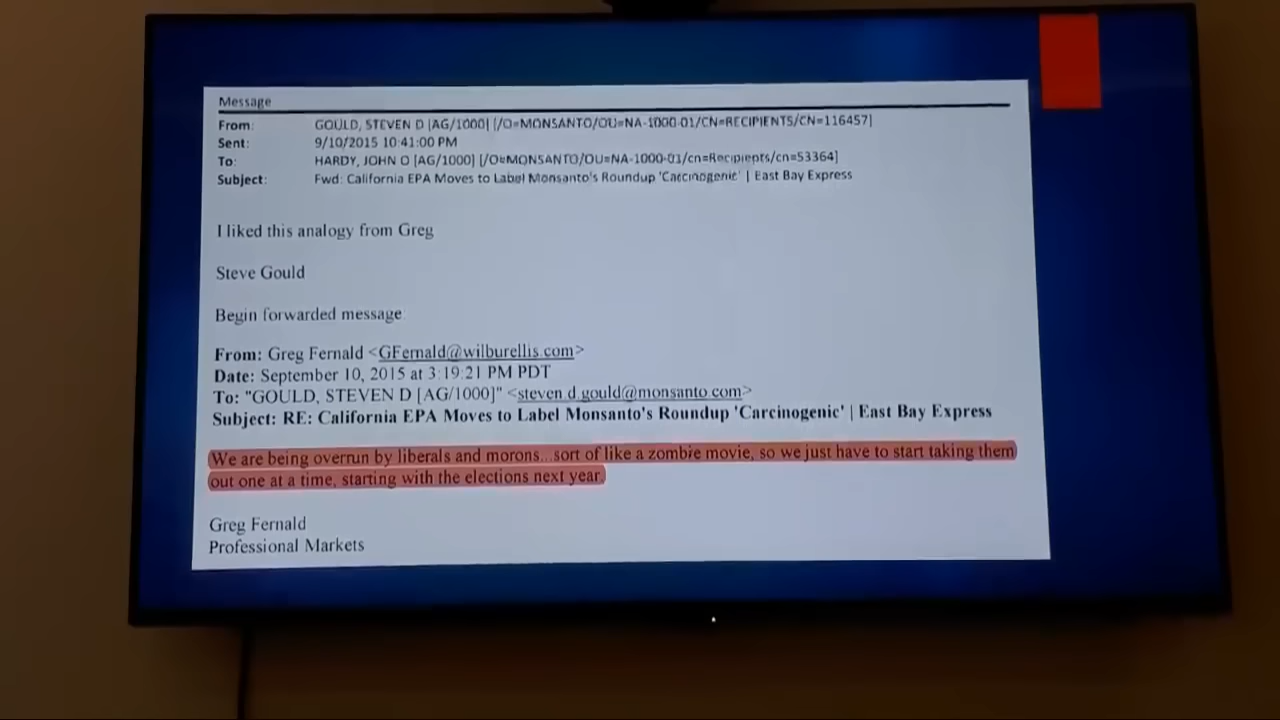 Message
From: GOULD, STEVEN D [AG/1000] [/O=MONSANTO/OU=NA-1000-01/CN=RECIPIENTS/CN=116457]
Sent: 9/10/2015 10:41:00 PM
To: HARDY, JOHN O [AG/1000] [/O=MONSANTO/OU=NA-1000-01/cn=Recipients/cn=53364]
Subject: Fwd: California EPA Moves to Label Monsanto's Roundup 'Carcinogenic' | East Bay Express
I liked this analogy from Greg
Steve Gould
Begin forwarded message
From: Greg Fernald <GFernald@wilburellis.com>
Date: September 10, 2015 at 3:19:21 PM PDT
To: "GOULD, STEVEN D [AG/1000]" <steven.d.gould@monsanto.com>
Subject: RE: California EPA Moves to Label Monsanto's Roundup 'Carcinogenic' | East Bay Express
We are being overrun by liberals and morons...sort of like a zombie movie, so we just have to start taking them
out one at a time, starting with the elections next year.
Greg Fernald
Professional Markets